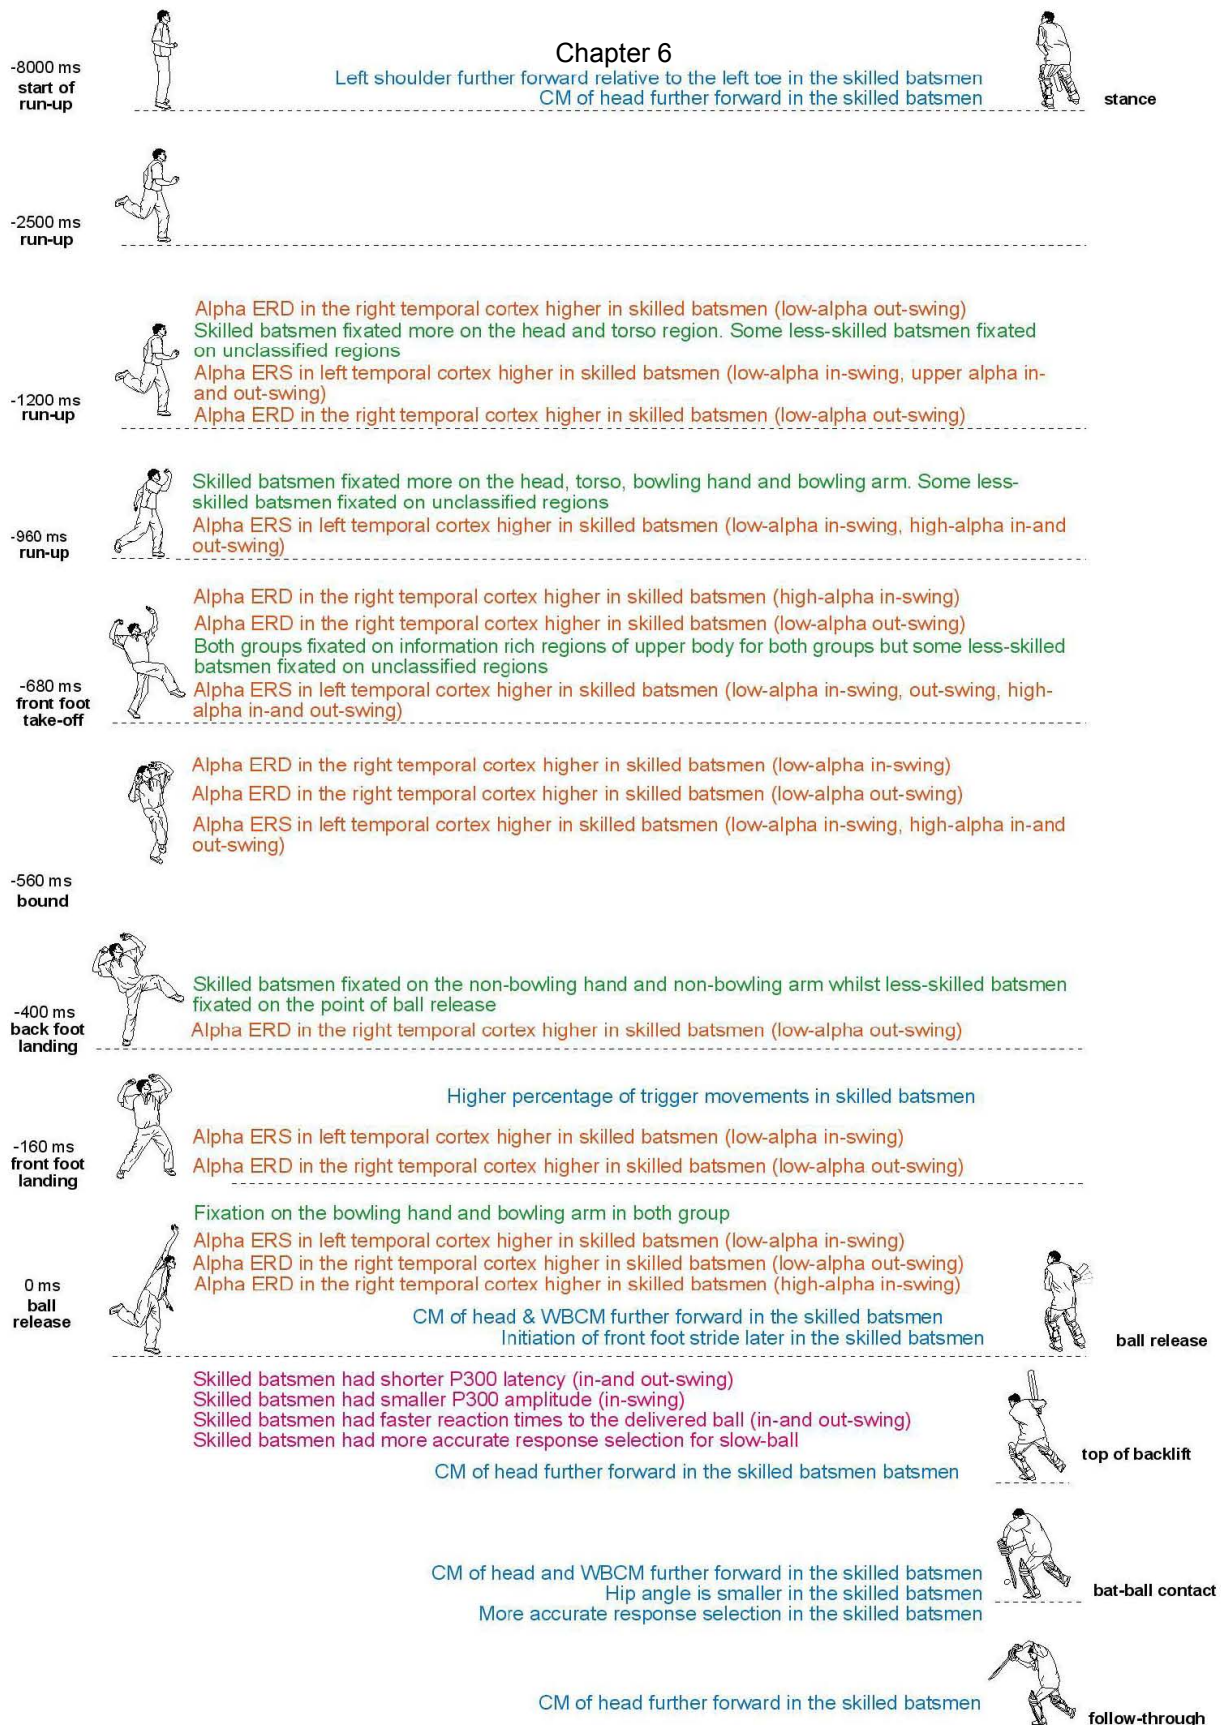 Chapter 6
-8000 ms
start of
run-up
Left shoulder further forward relative to the left toe in the skilled batsmen
CM of head further forward in the skilled batsmen
stance
-2500 ms
run-up
Alpha ERD in the right temporal cortex higher in skilled batsmen (low-alpha out-swing)
Skilled batsmen fixated more on the head and torso region. Some less-skilled batsmen fixated
on unclassified regions
Alpha ERS in left temporal cortex higher in skilled batsmen (low-alpha in-swing, upper alpha in-
and out-swing)
Alpha ERD in the right temporal cortex higher in skilled batsmen (low-alpha out-swing)
-1200 ms
run-up
Skilled batsmen fixated more on the head, torso, bowling hand and bowling arm. Some less-
skilled batsmen fixated on unclassified regions
Alpha ERS in left temporal cortex higher in skilled batsmen (low-alpha in-swing, high-alpha in-and
out-swing)
-960 ms
run-up
Alpha ERD in the right temporal cortex higher in skilled batsmen (high-alpha in-swing)
Alpha ERD in the right temporal cortex higher in skilled batsmen (low-alpha out-swing)
Both groups fixated on information rich regions of upper body for both groups but some less-skilled
batsmen fixated on unclassified regions
Alpha ERS in left temporal cortex higher in skilled batsmen (low-alpha in-swing, out-swing, high-
alpha in-and out-swing)
-680 ms
front foot
take-off
Alpha ERD in the right temporal cortex higher in skilled batsmen (low-alpha in-swing)
Alpha ERD in the right temporal cortex higher in skilled batsmen (low-alpha out-swing)
Alpha ERS in left temporal cortex higher in skilled batsmen (low-alpha in-swing, high-alpha in-and
out-swing)
-560 ms
bound
Skilled batsmen fixated on the non-bowling hand and non-bowling arm whilst less-skilled batsmen
fixated on the point of ball release
Alpha ERD in the right temporal cortex higher in skilled batsmen (low-alpha out-swing)
-400 ms
back foot
landing
Higher percentage of trigger movements in skilled batsmen
Alpha ERS in left temporal cortex higher in skilled batsmen (low-alpha in-swing)
Alpha ERD in the right temporal cortex higher in skilled batsmen (low-alpha out-swing)
-160 ms
front foot
landing
Fixation on the bowling hand and bowling arm in both group
Alpha ERS in left temporal cortex higher in skilled batsmen (low-alpha in-swing)
Alpha ERD in the right temporal cortex higher in skilled batsmen (low-alpha out-swing)
Alpha ERD in the right temporal cortex higher in skilled batsmen (high-alpha in-swing)
0 ms
ball
release
CM of head & WBCM further forward in the skilled batsmen
Initiation of front foot stride later in the skilled batsmen
ball release
Skilled batsmen had shorter P300 latency (in-and out-swing)
Skilled batsmen had smaller P300 amplitude (in-swing)
Skilled batsmen had faster reaction times to the delivered ball (in-and out-swing)
Skilled batsmen had more accurate response selection for slow-ball
CM of head further forward in the skilled batsmen batsmen
top of backlift
CM of head and WBCM further forward in the skilled batsmen
Hip angle is smaller in the skilled batsmen
More accurate response selection in the skilled batsmen
bat-ball contact
CM of head further forward in the skilled batsmen
follow-through